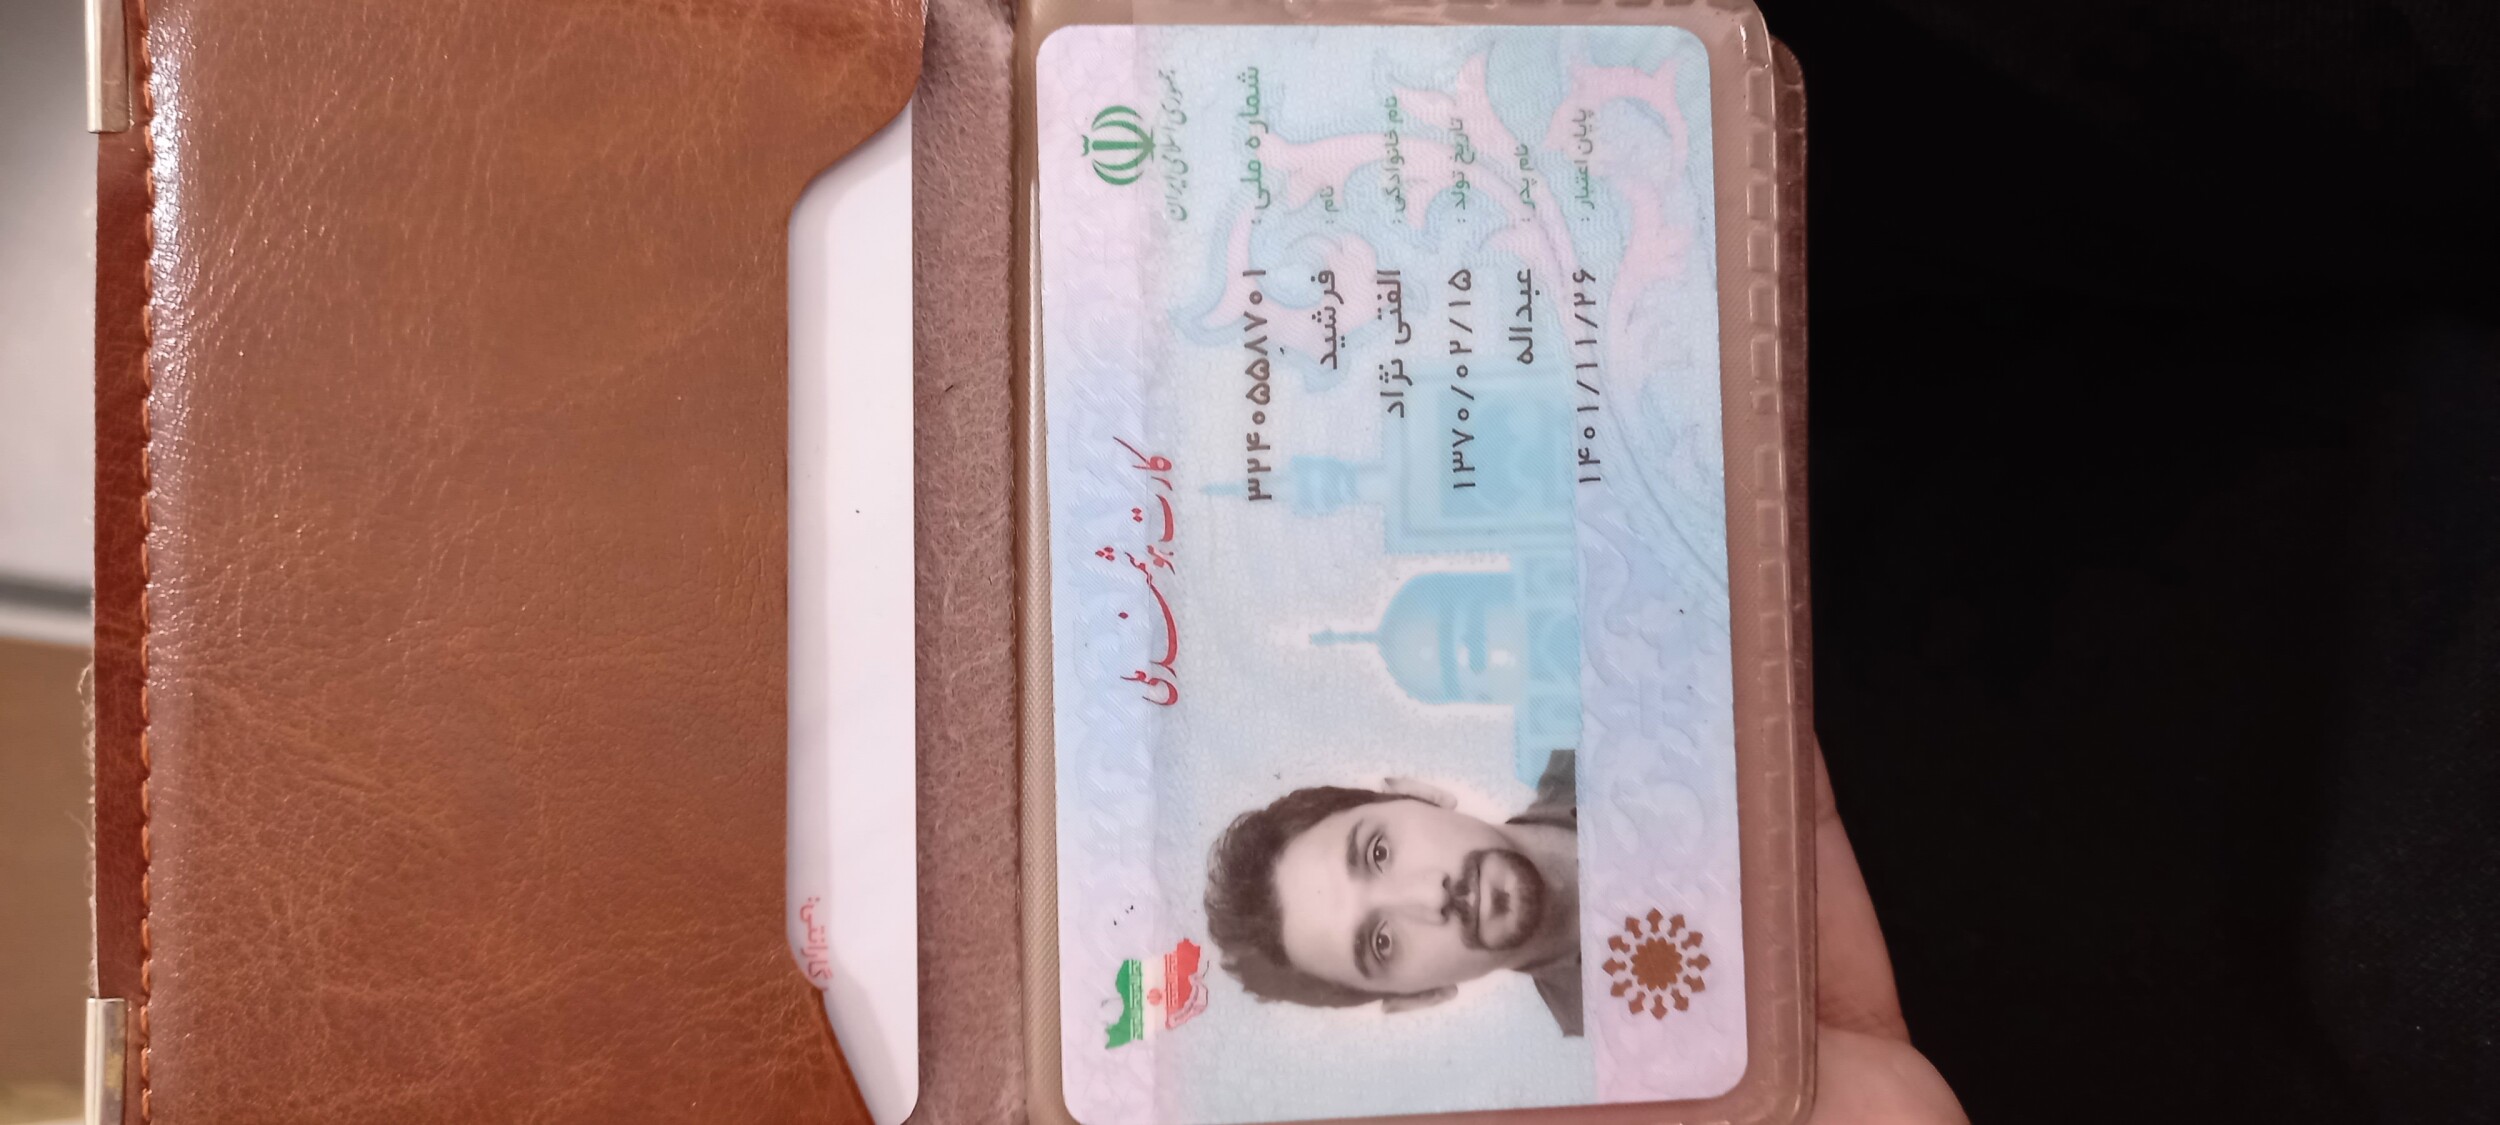 جمهوری اسلامی ایران
کارت هوشمند ملی
شماره ملی : ۳۲۴۰۵۵۸۷۰۱
نام : فرشید
نام خانوادگی : الفتی نژاد
تاریخ تولد : ۱۳۷۰/۰۲/۱۵
نام پدر : عبداله
پایان اعتبار : ۱۴۰۱/۱۱/۲۶